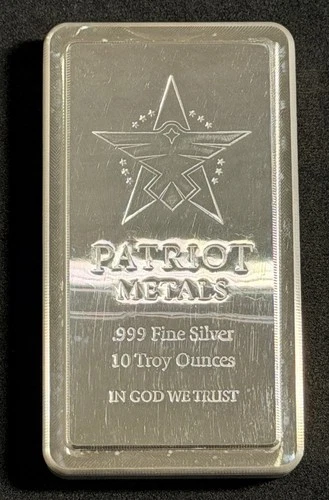 PATRIOT
METALS
.999 Fine Silver
10 Troy Ounces
IN GOD WE TRUST